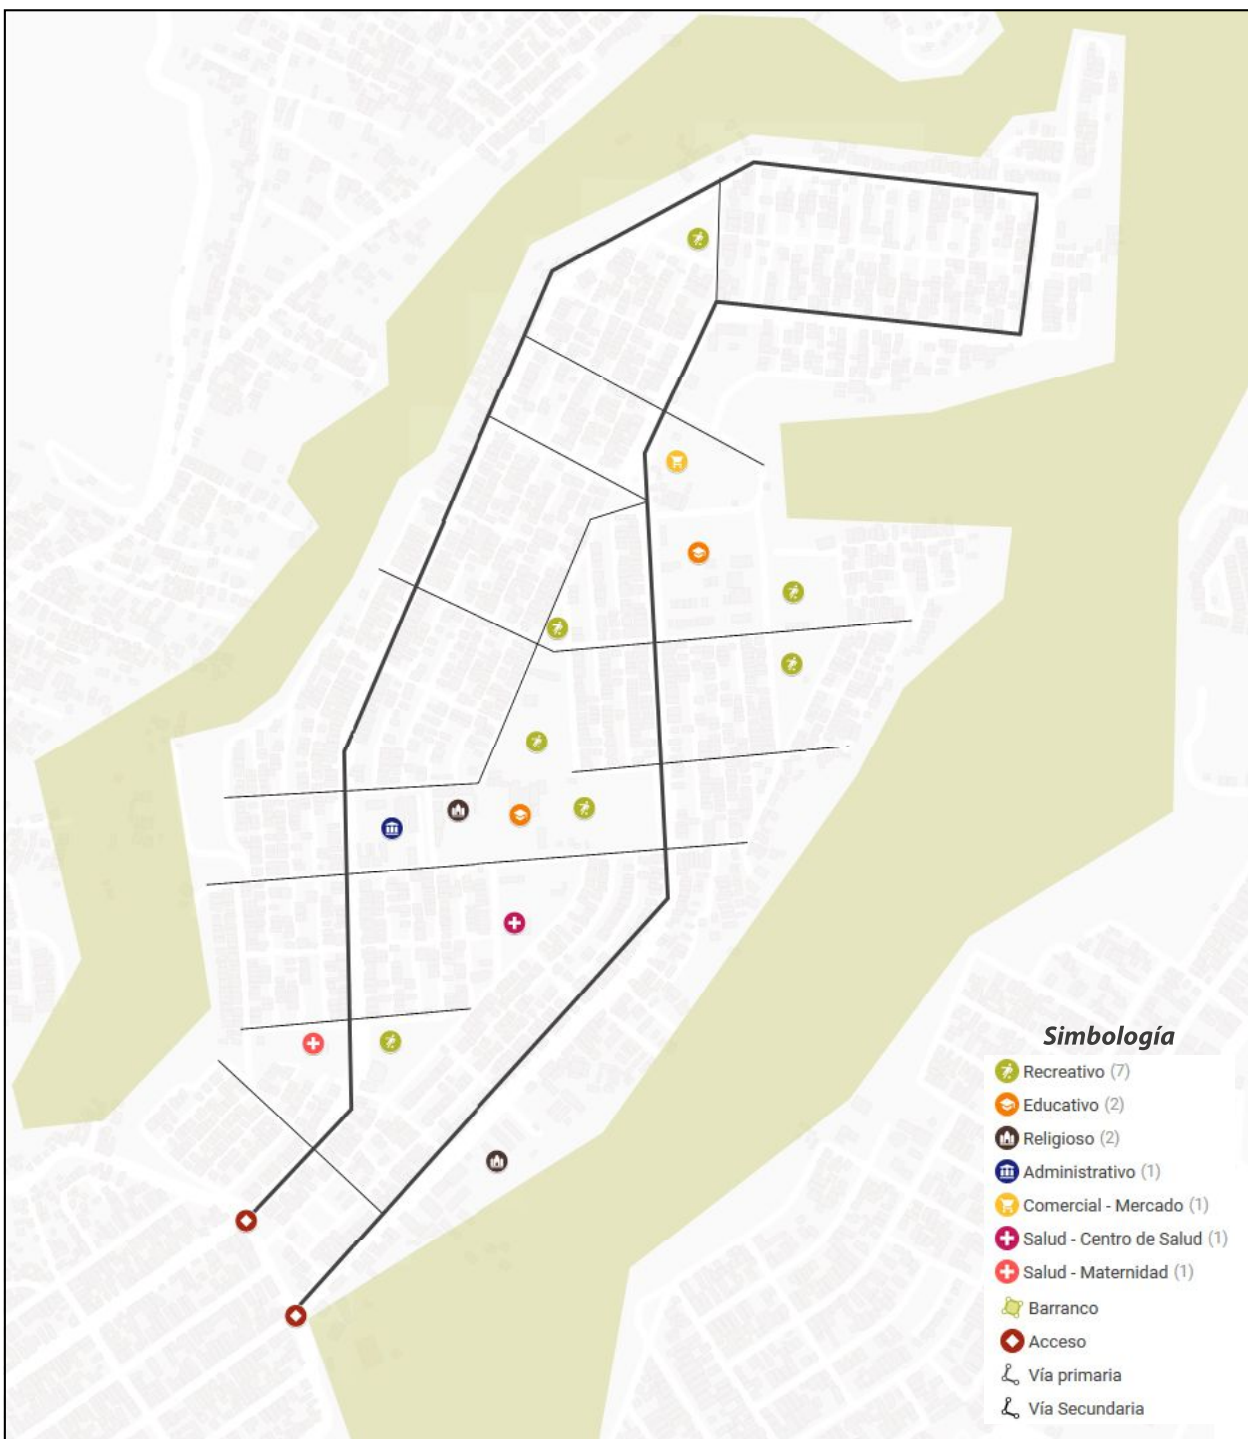 Simbología
Recreativo (7)
Educativo (2)
Religioso (2)
Administrativo (1)
Comercial - Mercado (1)
Salud - Centro de Salud (1)
Salud - Maternidad (1)
Barranco
Acceso
Vía primaria
Vía Secundaria